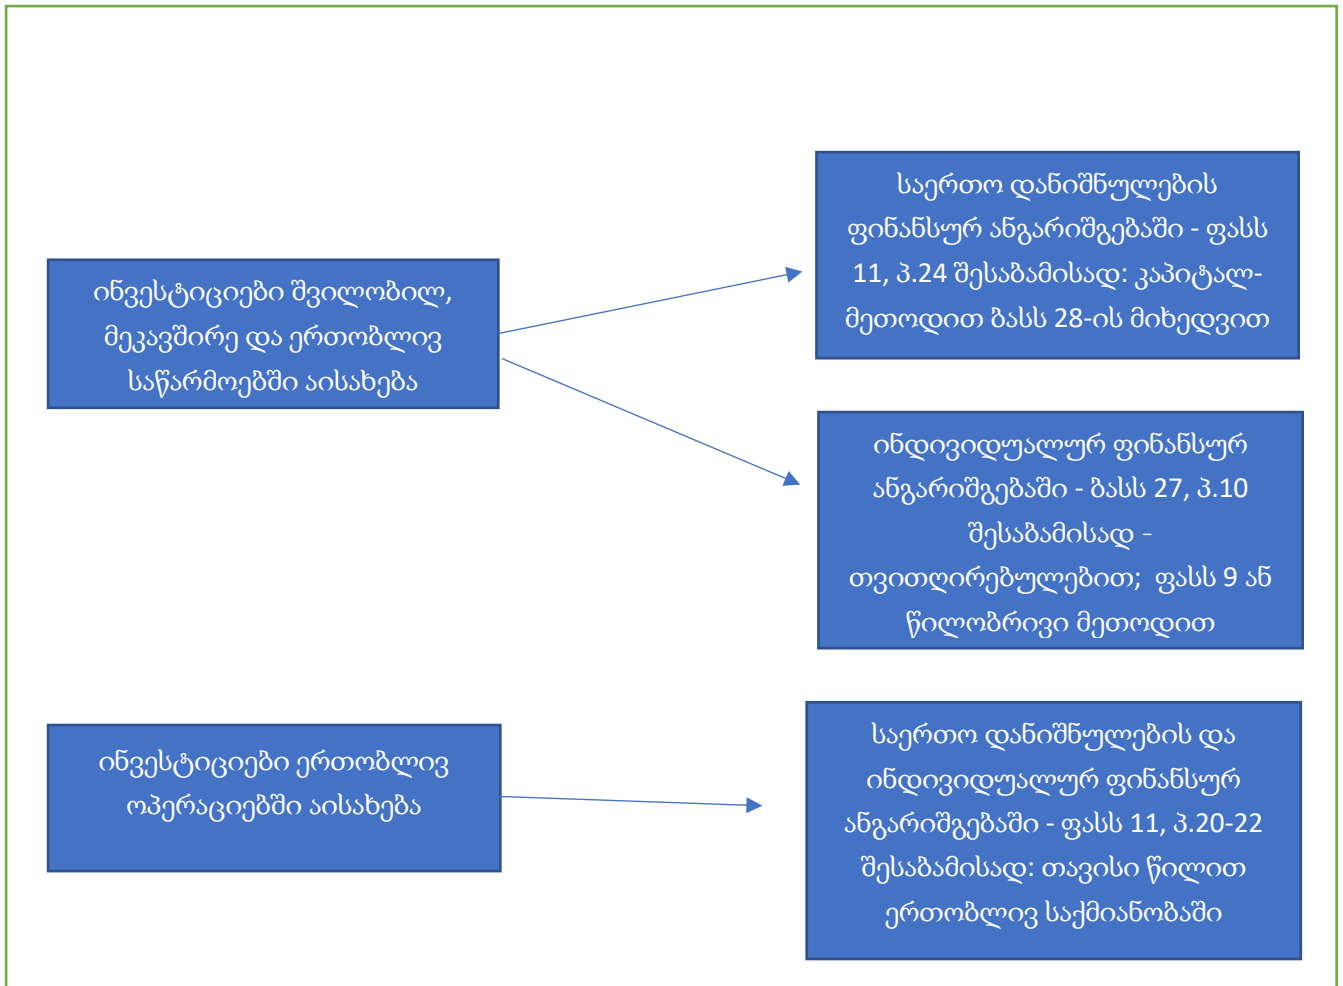 ინვესტიციები შვილობილ,
მეკავშირე და ერთობლივ
საწარმოებში აისახება
საერთო დანიშნულების
ფინანსურ ანგარიშგებაში - ფასს
11, პ.24 შესაბამისად: კაპიტალ-
მეთოდით ბასს 28-ის მიხედვით
ინდივიდუალურ ფინანსურ
ანგარიშგებაში - ბასს 27, პ.10
შესაბამისად -
თვითღირებულებით; ფასს 9 ან
წილობრივი მეთოდით
ინვესტიციები ერთობლივ
ოპერაციებში აისახება
საერთო დანიშნულების და
ინდივიდუალურ ფინანსურ
ანგარიშგებაში - ფასს 11, პ.20-22
შესაბამისად: თავისი წილით
ერთობლივ საქმიანობაში